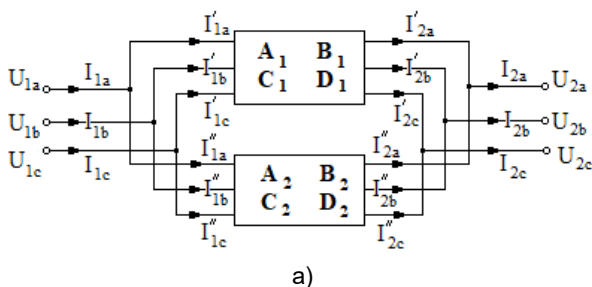 I'1a I'2a
U1a I1a I'1b A1 B1 I'2b I2a U2a
C1 D1
U1b I1b I'1c I'2c I2b U2b
U1c I1c I''1a I''2a I2c U2c
I''1b A2 B2 I''2b
C2 D2
I''1c I''2c
a)